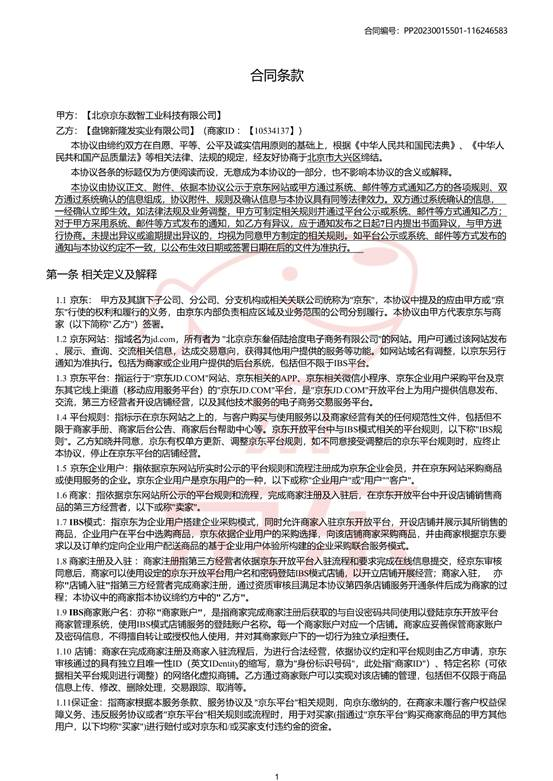 合同编号：PP20230015501-116246583
合同条款
甲方：【北京京东数智工业科技有限公司】
乙方：【盘锦新隆发实业有限公司】（商家ID：【10534137】）
本协议由缔约双方在自愿、平等、公平及诚实信用原则的基础上，根据《中华人民共和国民法典》、《中华人
民共和国产品质量法》等相关法律、法规的规定，经友好协商于北京市大兴区缔结。
本协议各条的标题仅为方便阅读而设，无意成为本协议的一部分，也不影响本协议的含义或解释。
本协议由协议正文、附件、依据本协议公示于京东网站或甲方通过系统、邮件等方式通知乙方的各项规则、双
方通过系统确认的信息组成，协议附件、规则及确认信息与本协议具有同等法律效力。双方通过系统确认的信息，
一经确认立即生效。如法律法规及业务调整，甲方可制定相关规则并通过平台公示或系统、邮件等方式通知乙方；
对于甲方采用系统、邮件等方式发布的通知，如乙方有异议，应于通知发布之日起7日内提出书面异议，与甲方进
行协商。未提出异议或逾期提出异议的，均视为同意甲方制定的相关规则。如平台公示或系统、邮件等方式发布的
通知与本协议约定不一致，以公布生效日期或签署日期在后的文件为准执行。
第一条 相关定义及解释
1.1 京东： 甲方及其旗下子公司、分公司、分支机构或相关关联公司统称为“京东”，本协议中提及的应由甲方或“京
东”行使的权利和履行的义务，由京东内部负责相应区域及业务范围的公司分别履行。本协议由甲方代表京东与商
家（以下简称“乙方”）签署。
1.2 京东网站：指域名为jd.com，所有者为 “北京京东叁佰陆拾度电子商务有限公司”的网站。用户可通过该网站发布
、展示、查询、交流相关信息，达成交易意向，获得其他用户提供的服务等功能。如网站域名有调整，以京东另行
通知为准执行。包括为商家或企业用户提供的后台系统，包括但不限于IBS平台。
1.3 京东平台：指运行于“京东JD.COM”网站、京东相关的APP、京东相关微信小程序、京东企业用户采购平台及京
东其它线上渠道（移动应用服务平台）的“京东JD.COM”平台，是“京东JD.COM”开放平台上为用户提供信息发布、
交流，第三方经营者开设店铺经营，以及其他技术服务的电子商务交易服务平台。
1.4 平台规则：指标示在京东网站之上的，与客户购买与使用服务以及商家经营有关的任何规范性文件，包括但不
限于商家手册、商家后台公告、商家后台帮助中心等。京东开放平台中与IBS模式相关的平台规则，以下称"IBS规
则"。乙方知晓并同意，京东有权单方更新、调整京东平台规则，如不同意接受调整后的京东平台规则时，应终止
本协议，停止在京东平台的店铺经营。
1.5 京东企业用户：指依据京东网站所实时公示的平台规则和流程注册成为京东企业会员，并在京东网站采购商品
或使用服务的企业。京东企业用户是京东用户的一种，以下或称“企业用户”或“用户”“客户”。
1.6 商家：指依据京东网站所公示的平台规则和流程，完成商家注册及入驻后，在京东开放平台中开设店铺销售商
品的第三方经营者，以下或称“卖家”。
1.7 IBS模式：指京东为企业用户搭建企业采购模式，同时允许商家入驻京东开放平台，开设店铺并展示其所销售的
商品，企业用户在平台中选购商品，京东依据企业用户的采购选择，向该店铺商家采购商品，并由商家根据京东要
求以及订单约定向企业用户配送商品的基于企业用户体验所构建的企业采购联合服务模式。
1.8 商家注册及入驻 ：商家注册指第三方经营者依据京东开放平台入驻流程和要求完成在线信息提交，经京东审核
同意后，商家可以使用设定的京东开放平台用户名和密码登陆IBS模式店铺，以开立店铺开展经营；商家入驻， 亦
称"店铺入驻"指第三方经营者完成商家注册，通过资质审核且满足本协议第四条店铺服务开通条件后成为商家的过
程；本协议中的商家指本协议缔约方中的" 乙方"。
1.9 IBS商家账户名：亦称 “商家账户”，是指商家完成商家注册后获取的与自设密码共同使用以登陆京东开放平台
商家管理系统，使用IBS模式店铺服务的登陆账户名称。每一个商家账户对应一个店铺。商家应妥善保管商家账户
及密码信息，不得擅自转让或授权他人使用，并对其商家账户下的一切行为独立承担责任。
1.10 店铺：商家在完成商家注册及入驻后，为进行合法经营，依据协议约定和平台规则由乙方申请，京东
审核通过的具有独立且唯一性ID（英文IDentity的缩写，意为“身份标识号码”，此处指“商家ID”）、特定名称（可依
据相关平台规则进行调整）的网络化虚拟商铺。乙方通过商家账户可以实现对该店铺的管理，包括但不仅限于商品
信息上传、修改、删除处理，交易跟踪、取消等。
1.11保证金：指商家根据本服务条款、服务协议及 “京东平台”相关规则，向京东缴纳的，在商家未履行客户权益保
障义务、违反服务协议或者“京东平台”相关规则或流程时，用于对买家(指通过“京东平台”购买商家商品的甲方其他
用户，以下均称“买家”)进行赔付或对京东和/或买家支付违约金的资金。
1